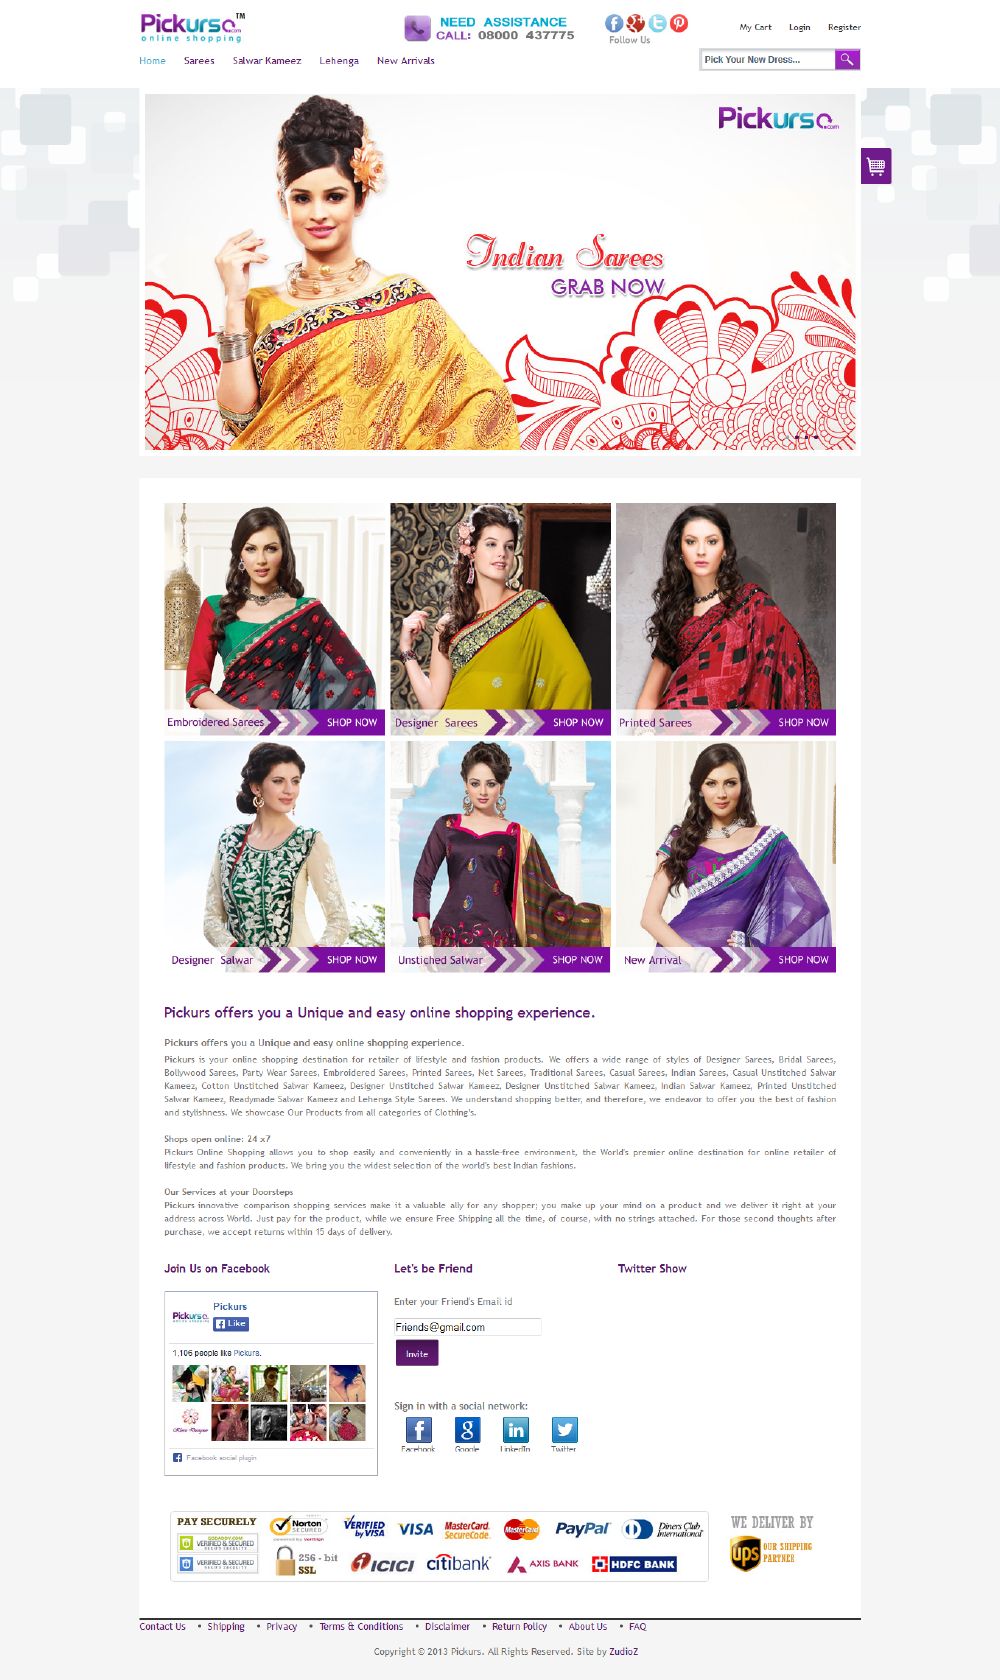 Pickurs.com™
online shopping
NEED ASSISTANCE
CALL: 08000 437775
Follow Us
My Cart Login Register
Home Sarees Salwar Kameez Lehenga New Arrivals
Pick Your New Dress...
Pickurs.com
Indian Sarees
GRAB NOW
Embroidered Sarees SHOP NOW
Designer Sarees SHOP NOW
Printed Sarees SHOP NOW
Designer Salwar SHOP NOW
Unstiched Salwar SHOP NOW
New Arrival SHOP NOW
Pickurs offers you a Unique and easy online shopping experience.
Pickurs offers you a Unique and easy online shopping experience.
Pickurs is your online shopping destination for retailer of lifestyle and fashion products. We offers a wide range of styles of Designer Sarees, Bridal Sarees,
Bollywood Sarees, Party Wear Sarees, Embroidered Sarees, Printed Sarees, Net Sarees, Traditional Sarees, Casual Sarees, Indian Sarees, Casual Unstitched Salwar
Kameez, Cotton Unstitched Salwar Kameez, Designer Unstitched Salwar Kameez, Designer Unstitched Salwar Kameez, Indian Salwar Kameez, Printed Unstitched
Salwar Kameez, Readymade Salwar Kameez and Lehenga Style Sarees. We understand shopping better, and therefore, we endeavor to offer you the best of fashion
and stylishness. We showcase Our Products from all categories of Clothing's.
Shops open online: 24 x7
Pickurs Online Shopping allows you to shop easily and conveniently in a hassle-free environment, the World's premier online destination for online retailer of
lifestyle and fashion products. We bring you the widest selection of the world's best Indian fashions.
Our Services at your Doorsteps
Pickurs innovative comparison shopping services make it a valuable ally for any shopper; you make up your mind on a product and we deliver it right at your
address across World. Just pay for the product, while we ensure Free Shipping all the time, of course, with no strings attached. For those second thoughts after
purchase, we accept returns within 15 days of delivery.
Join Us on Facebook
Pickurs
Like
1,106 people like Pickurs.
Facebook social plugin
Let's be Friend
Enter your Friend's Email id
Friends@gmail.com
Invite
Sign in with a social network:
Facebook Google LinkedIn Twitter
Twitter Show
PAY SECURELY
GODADDY.COM
VERIFIED & SECURED
VERIFIED & SECURED
Norton
SECURED
powered by VeriSign
VERIFIED
by VISA
VISA
MasterCard.
SecureCode.
MasterCard
PayPal
Diners Club
International
256 - bit
SSL
ICICI
citibank
AXIS BANK
HDFC BANK
WE DELIVER BY
ups
OUR SHIPPING
PARTNER
Contact Us • Shipping • Privacy • Terms & Conditions • Disclaimer • Return Policy • About Us • FAQ
Copyright © 2013 Pickurs. All Rights Reserved. Site by ZudioZ